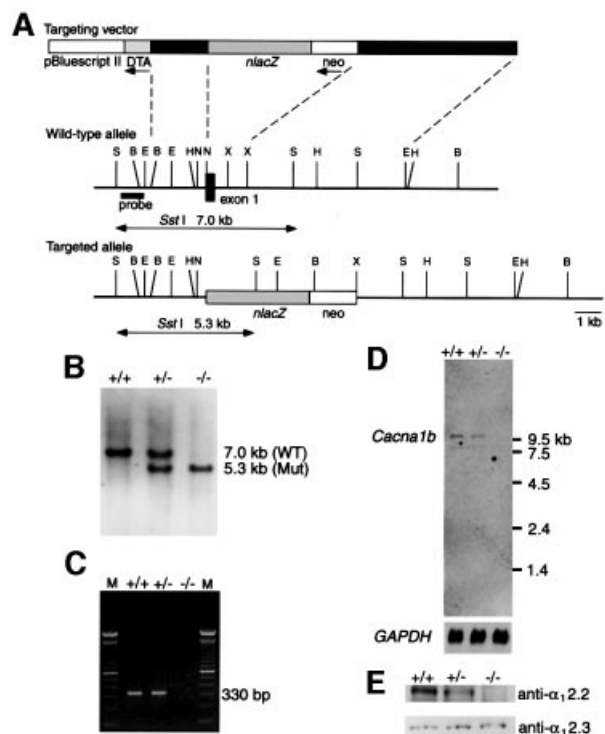 A
Targeting vector
pBluescript II DTA nlacZ neo
Wild-type allele
S B E B E H N N X X S H S E H B
probe exon 1
Sst I 7.0 kb
Targeted allele
S B E B E H N S E B X S H S E H B
nlacZ neo
Sst I 5.3 kb
1 kb
B
+/+ +/- -/-
7.0 kb (WT)
5.3 kb (Mut)
C
M +/+ +/- -/- M
330 bp
D
+/+ +/- -/-
Cacna1b
9.5 kb
7.5
4.5
2.4
1.4
GAPDH
E
+/+ +/- -/-
anti-α₁2.2
anti-α₁2.3